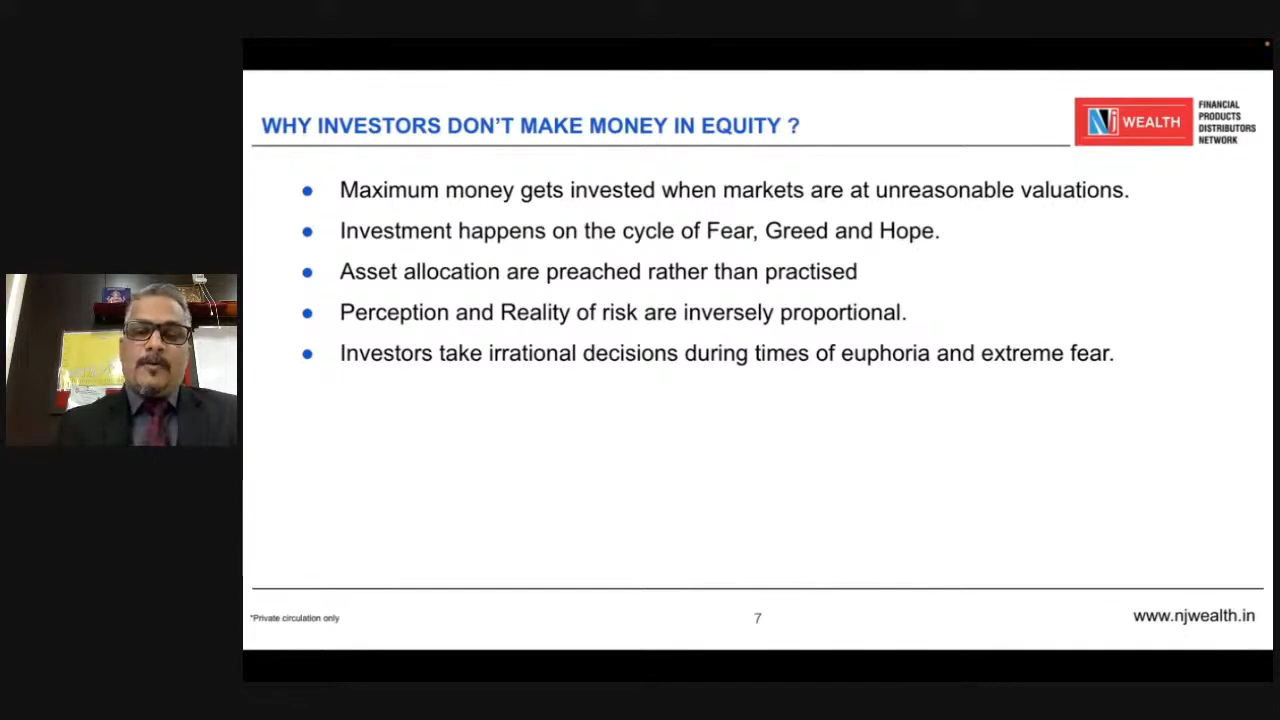 WHY INVESTORS DON'T MAKE MONEY IN EQUITY ?
Nj WEALTH
FINANCIAL
PRODUCTS
DISTRIBUTORS
NETWORK
Maximum money gets invested when markets are at unreasonable valuations.
Investment happens on the cycle of Fear, Greed and Hope.
Asset allocation are preached rather than practised
Perception and Reality of risk are inversely proportional.
Investors take irrational decisions during times of euphoria and extreme fear.
*Private circulation only
7
www.njwealth.in